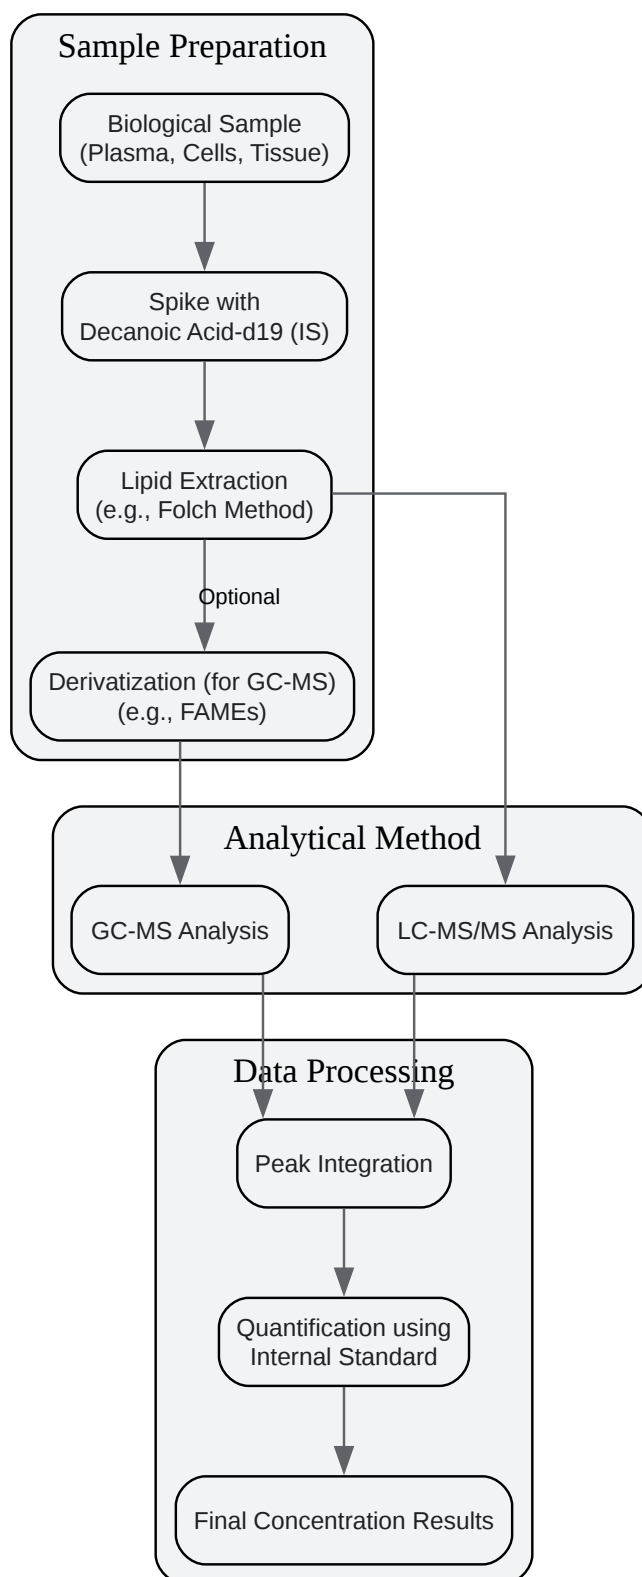 Sample Preparation
Biological Sample
(Plasma, Cells, Tissue)
Spike with
Decanoic Acid-d19 (IS)
Lipid Extraction
(e.g., Folch Method)
Optional
Derivatization (for GC-MS)
(e.g., FAMEs)
Analytical Method
GC-MS Analysis
LC-MS/MS Analysis
Data Processing
Peak Integration
Quantification using
Internal Standard
Final Concentration Results